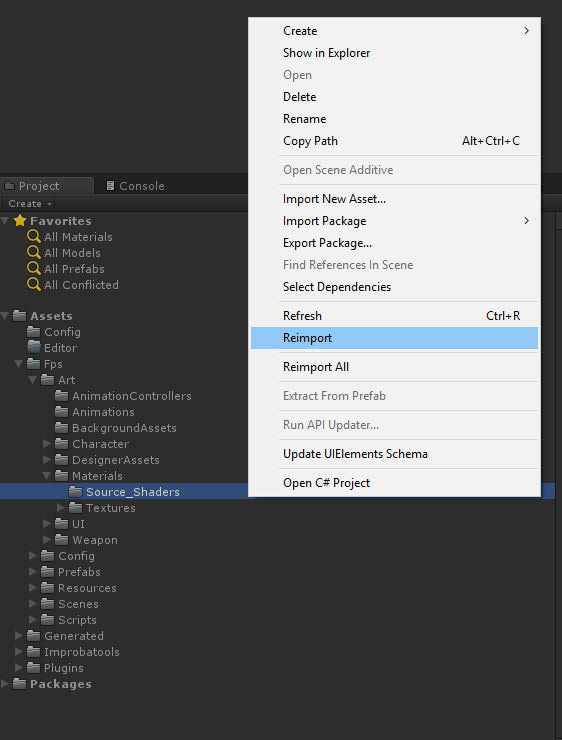 Create
Show in Explorer
Open
Delete
Rename
Copy Path Alt+Ctrl+C
Open Scene Additive
Import New Asset...
Import Package
Export Package...
Find References In Scene
Select Dependencies
Refresh Ctrl+R
Reimport
Reimport All
Extract From Prefab
Run API Updater...
Update UIElements Schema
Open C# Project
Project Console
Create
Favorites
All Materials
All Models
All Prefabs
All Conflicted
Assets
Config
Editor
Fps
Art
AnimationControllers
Animations
BackgroundAssets
Character
DesignerAssets
Materials
Source_Shaders
Textures
UI
Weapon
Config
Prefabs
Resources
Scenes
Scripts
Generated
Improbatools
Plugins
Packages